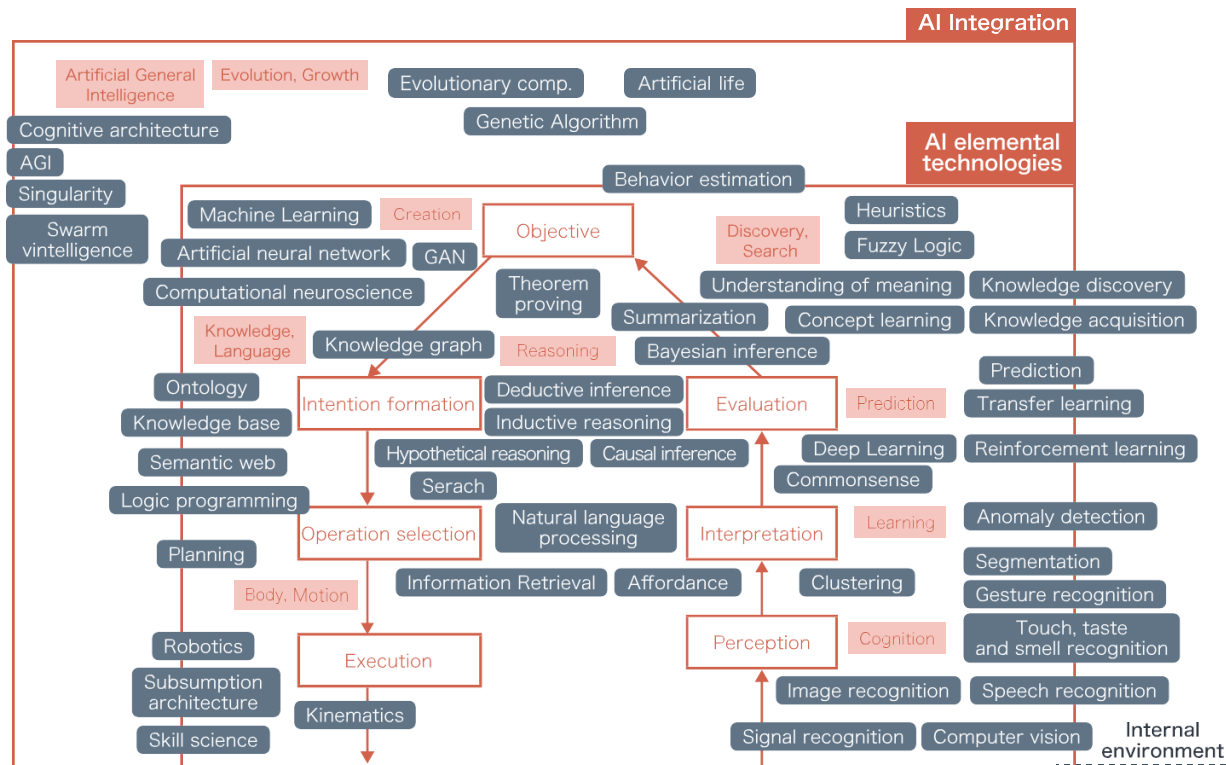 AI Integration
Artificial General
Intelligence
Evolution, Growth
Evolutionary comp.
Artificial life
Genetic Algorithm
Cognitive architecture
AGI
Singularity
Swarm
vintelligence
AI elemental
technologies
Behavior estimation
Machine Learning
Creation
Objective
Discovery,
Search
Heuristics
Fuzzy Logic
Artificial neural network
GAN
Computational neuroscience
Theorem
proving
Understanding of meaning
Knowledge discovery
Summarization
Concept learning
Knowledge acquisition
Knowledge,
Language
Knowledge graph
Reasoning
Bayesian inference
Prediction
Ontology
Intention formation
Deductive inference
Inductive reasoning
Evaluation
Prediction
Transfer learning
Knowledge base
Hypothetical reasoning
Causal inference
Deep Learning
Reinforcement learning
Semantic web
Serach
Commonsense
Logic programming
Operation selection
Natural language
processing
Interpretation
Learning
Anomaly detection
Planning
Information Retrieval
Affordance
Clustering
Segmentation
Gesture recognition
Body, Motion
Robotics
Execution
Perception
Cognition
Touch, taste
and smell recognition
Subsumption
architecture
Image recognition
Speech recognition
Kinematics
Skill science
Signal recognition
Computer vision
Internal
environment